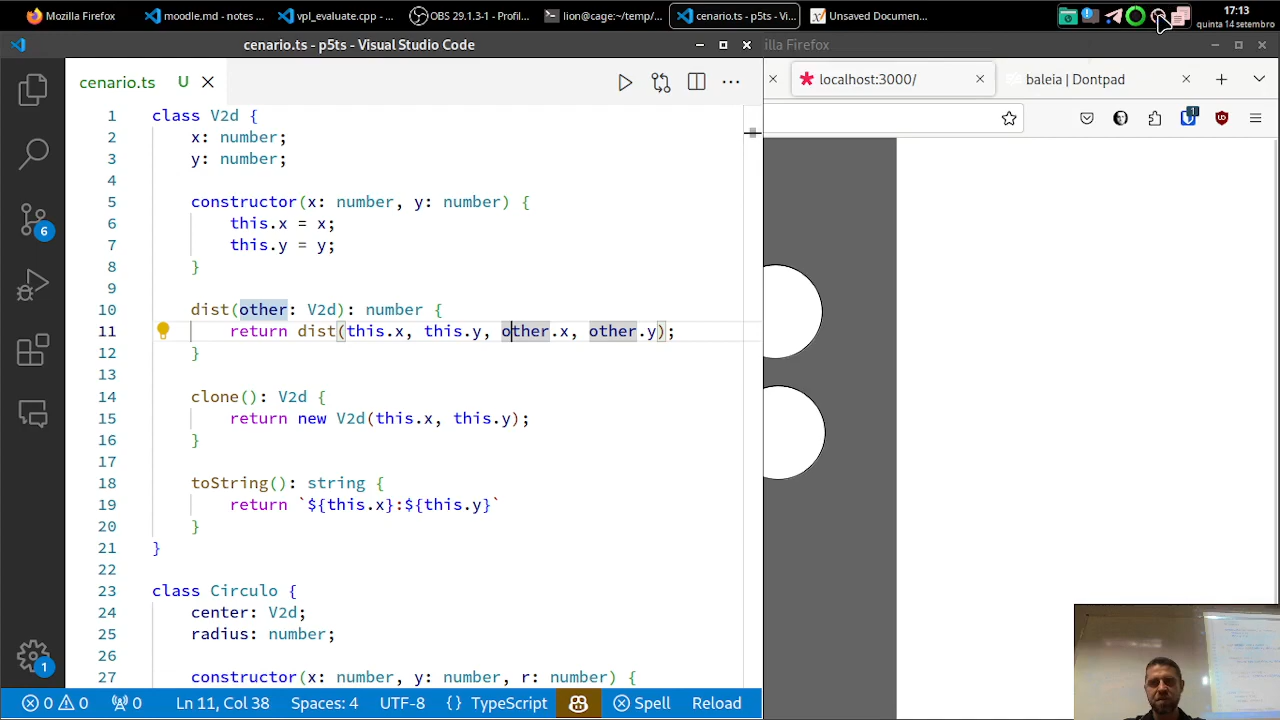 Mozilla Firefox
moodle.md - notes ...
vpl_evaluate.cpp - ...
OS 29.1.3-1 - Profil...
lion@cage:~/temp/...
cenario.ts - p5ts - Vi...
Unsaved Documen...
17:13
quinta 14 setembro
cenario.ts - p5ts - Visual Studio Code
zilla Firefox
cenario.ts U
localhost:3000/
baleia | Dontpad
1 class V2d {
2 x: number;
3 y: number;
4
5 constructor(x: number, y: number) {
6 this.x = x;
7 this.y = y;
8 }
9
10 dist(other: V2d): number {
11 return dist(this.x, this.y, other.x, other.y);
12 }
13
14 clone(): V2d {
15 return new V2d(this.x, this.y);
16 }
17
18 toString(): string {
19 return `${this.x}:${this.y}`
20 }
21 }
22
23 class Circulo {
24 center: V2d;
25 radius: number;
26
27 constructor(x: number, y: number, r: number) {
6
1
1
0 0 0 Ln 11, Col 38 Spaces: 4 UTF-8 {} TypeScript Spell Reload